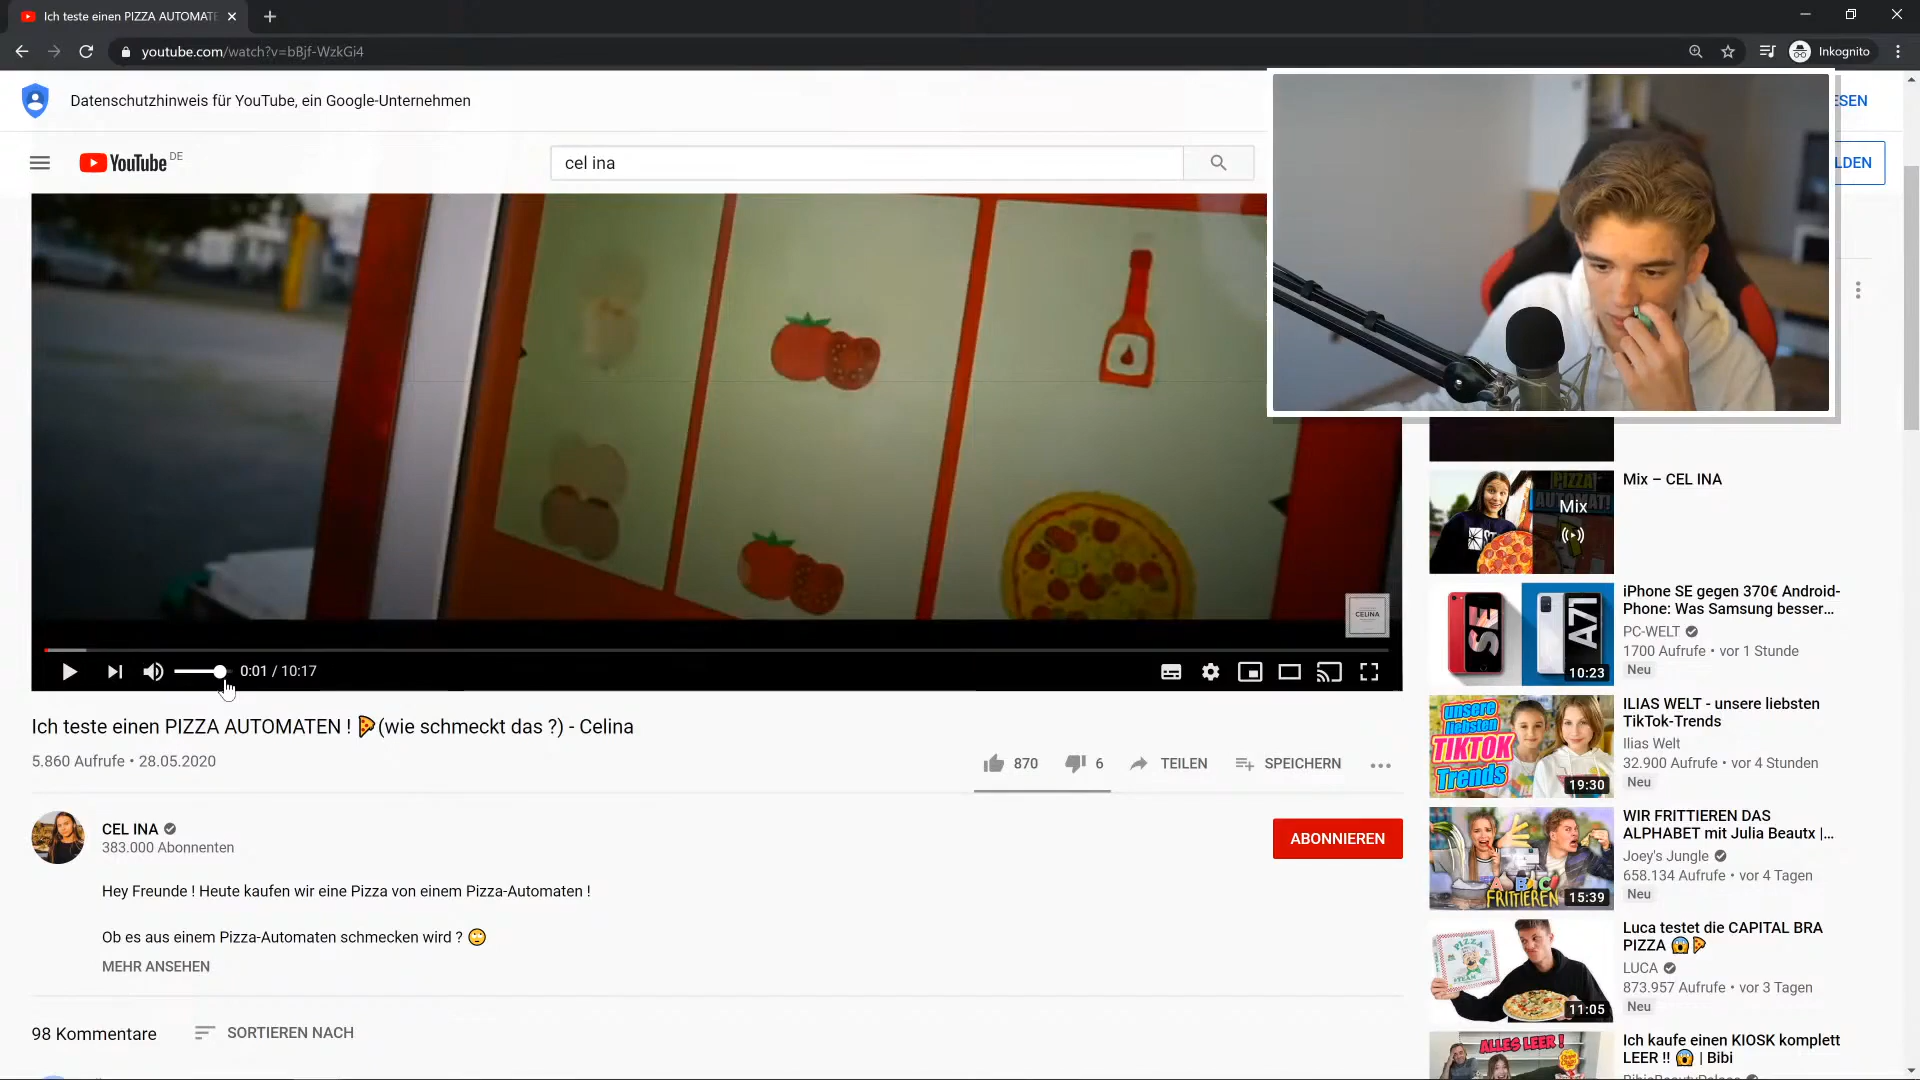 Ich teste einen PIZZA AUTOMATE
youtube.com/watch?v=bBjf-WzkGi4
Inkognito
Datenschutzhinweis für YouTube, ein Google-Unternehmen
ESEN
YouTube DE
cel ina
LDEN
CELINA
0:01 / 10:17
Ich teste einen PIZZA AUTOMATEN ! 🍕(wie schmeckt das ?) - Celina
5.860 Aufrufe • 28.05.2020
870
6
TEILEN
SPEICHERN
CEL INA
383.000 Abonnenten
ABONNIEREN
Hey Freunde ! Heute kaufen wir eine Pizza von einem Pizza-Automaten !
Ob es aus einem Pizza-Automaten schmecken wird ? 🙄
MEHR ANSEHEN
98 Kommentare
SORTIEREN NACH
PIZZA
Mix
Mix – CEL INA
SE
A71
10:23
iPhone SE gegen 370€ Android-
Phone: Was Samsung besser...
PC-WELT
1700 Aufrufe • vor 1 Stunde
Neu
unsere
liebsten
TIKTOK
Trends
19:30
ILIAS WELT - unsere liebsten
TikTok-Trends
Ilias Welt
32.900 Aufrufe • vor 4 Stunden
Neu
ABC
FRITTIEREN
15:39
WIR FRITTIEREN DAS
ALPHABET mit Julia Beautx |...
Joey's Jungle
658.134 Aufrufe • vor 4 Tagen
Neu
PIZZA
11:05
Luca testet die CAPITAL BRA
PIZZA 😱🍕
LUCA
873.957 Aufrufe • vor 3 Tagen
Neu
ALLES LEER !
Ich kaufe einen KIOSK komplett
LEER !! 😱 | Bibi